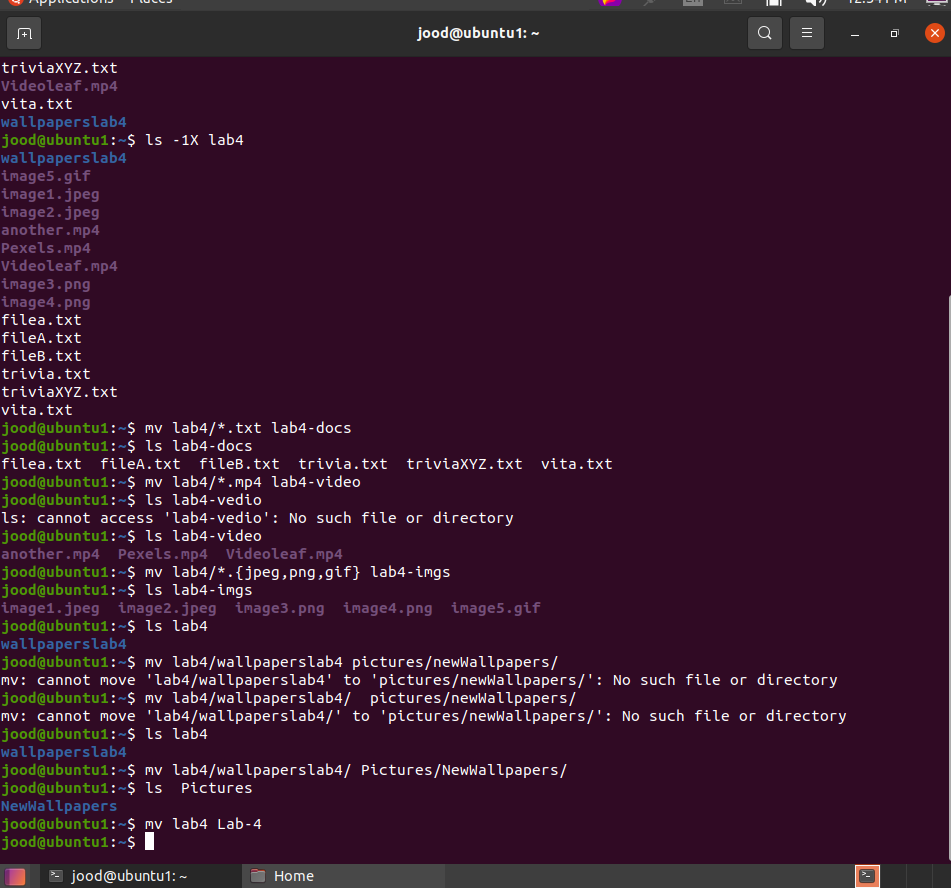 Applications Places
jood@ubuntu1: ~
triviaXYZ.txt
Videoleaf.mp4
vita.txt
wallpaperslab4
jood@ubuntu1:~$ ls -1X lab4
wallpaperslab4
image5.gif
image1.jpeg
image2.jpeg
another.mp4
Pexels.mp4
Videoleaf.mp4
image3.png
image4.png
filea.txt
fileA.txt
fileB.txt
trivia.txt
triviaXYZ.txt
vita.txt
jood@ubuntu1:~$ mv lab4/*.txt lab4-docs
jood@ubuntu1:~$ ls lab4-docs
filea.txt  fileA.txt  fileB.txt  trivia.txt  triviaXYZ.txt  vita.txt
jood@ubuntu1:~$ mv lab4/*.mp4 lab4-video
jood@ubuntu1:~$ ls lab4-vedio
ls: cannot access 'lab4-vedio': No such file or directory
jood@ubuntu1:~$ ls lab4-video
another.mp4  Pexels.mp4  Videoleaf.mp4
jood@ubuntu1:~$ mv lab4/*.{jpeg,png,gif} lab4-imgs
jood@ubuntu1:~$ ls lab4-imgs
image1.jpeg  image2.jpeg  image3.png  image4.png  image5.gif
jood@ubuntu1:~$ ls lab4
wallpaperslab4
jood@ubuntu1:~$ mv lab4/wallpaperslab4 pictures/newWallpapers/
mv: cannot move 'lab4/wallpaperslab4' to 'pictures/newWallpapers/': No such file or directory
jood@ubuntu1:~$ mv lab4/wallpaperslab4/  pictures/newWallpapers/
mv: cannot move 'lab4/wallpaperslab4/' to 'pictures/newWallpapers/': No such file or directory
jood@ubuntu1:~$ ls lab4
wallpaperslab4
jood@ubuntu1:~$ mv lab4/wallpaperslab4/ Pictures/NewWallpapers/
jood@ubuntu1:~$ ls  Pictures
NewWallpapers
jood@ubuntu1:~$ mv lab4 Lab-4
jood@ubuntu1:~$
jood@ubuntu1: ~ Home